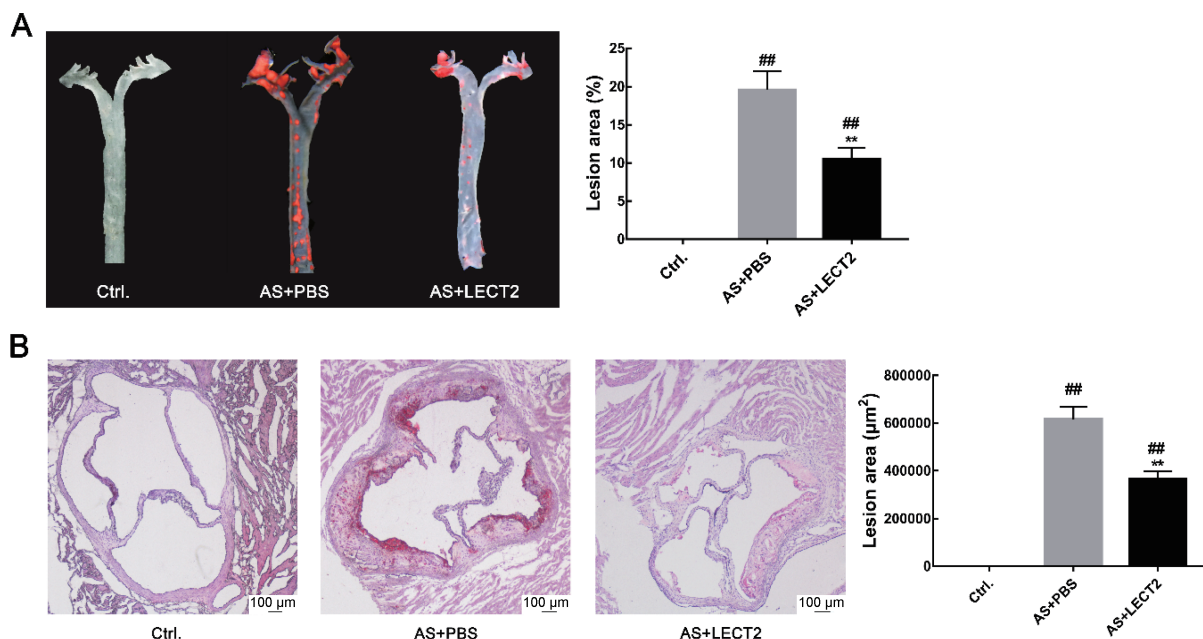 A
Ctrl.
AS+PBS
AS+LECT2
Lesion area (%)
25
20
15
10
5
0
##
##
**
Ctrl.
AS+PBS
AS+LECT2
B
100 µm
100 µm
100 µm
Ctrl.
AS+PBS
AS+LECT2
Lesion area (µm²)
800000
600000
400000
200000
0
##
##
**
Ctrl.
AS+PBS
AS+LECT2